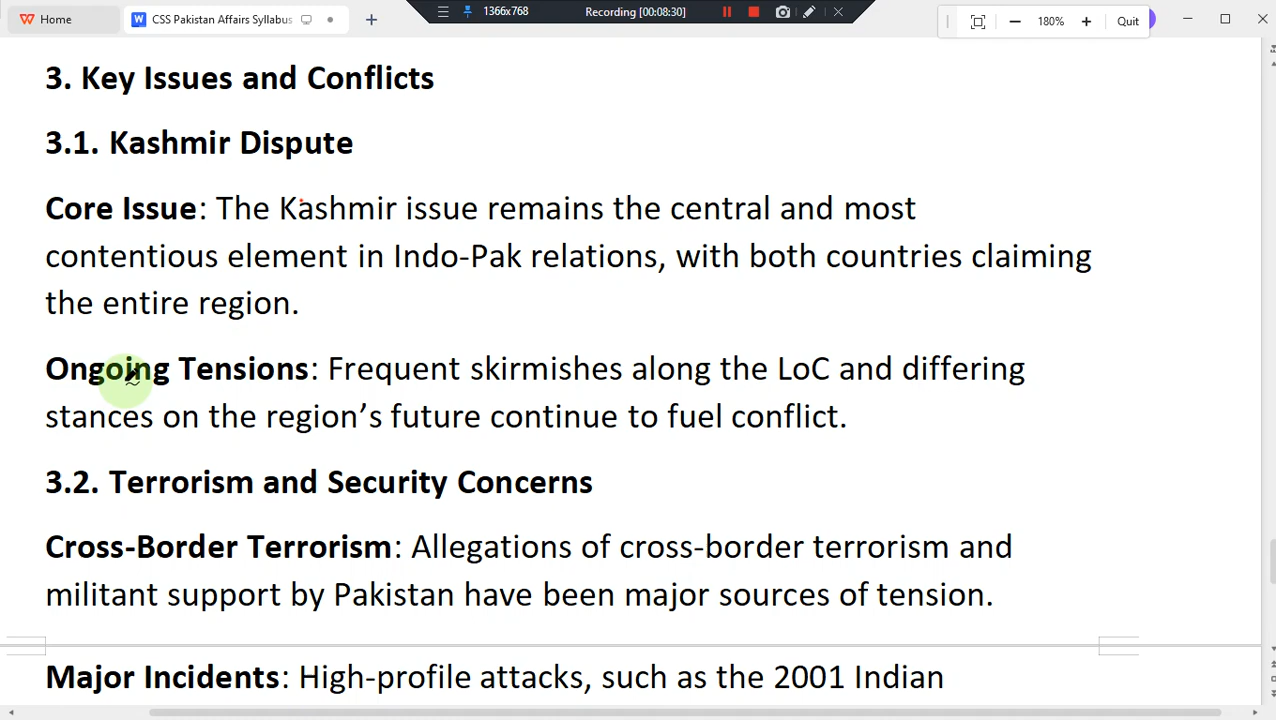 Home
W CSS Pakistan Affairs Syllabus
1366x768
Recording [00:08:30]
180%
Quit
3. Key Issues and Conflicts
3.1. Kashmir Dispute
Core Issue: The Kashmir issue remains the central and most
contentious element in Indo-Pak relations, with both countries claiming
the entire region.
Ongoing Tensions: Frequent skirmishes along the LoC and differing
stances on the region’s future continue to fuel conflict.
3.2. Terrorism and Security Concerns
Cross-Border Terrorism: Allegations of cross-border terrorism and
militant support by Pakistan have been major sources of tension.
Major Incidents: High-profile attacks, such as the 2001 Indian